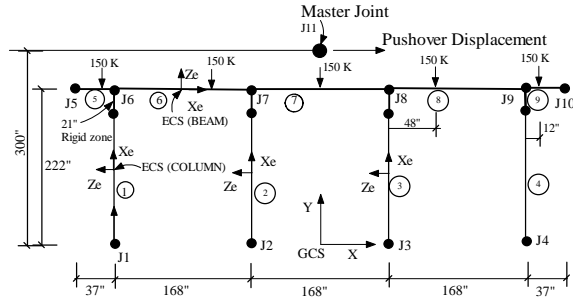 Master Joint
J11
Pushover Displacement
150 K
150 K
150 K
150 K
150 K
Ze
Xe
ECS (BEAM)
J5
J6
J7
J8
J9
J10
5
6
7
8
9
21"
Rigid zone
48"
12"
300"
222"
Xe
ECS (COLUMN)
Ze
Xe
Ze
Xe
Ze
1
2
3
4
Y
X
GCS
J1
J2
J3
J4
37"
168"
168"
168"
37"